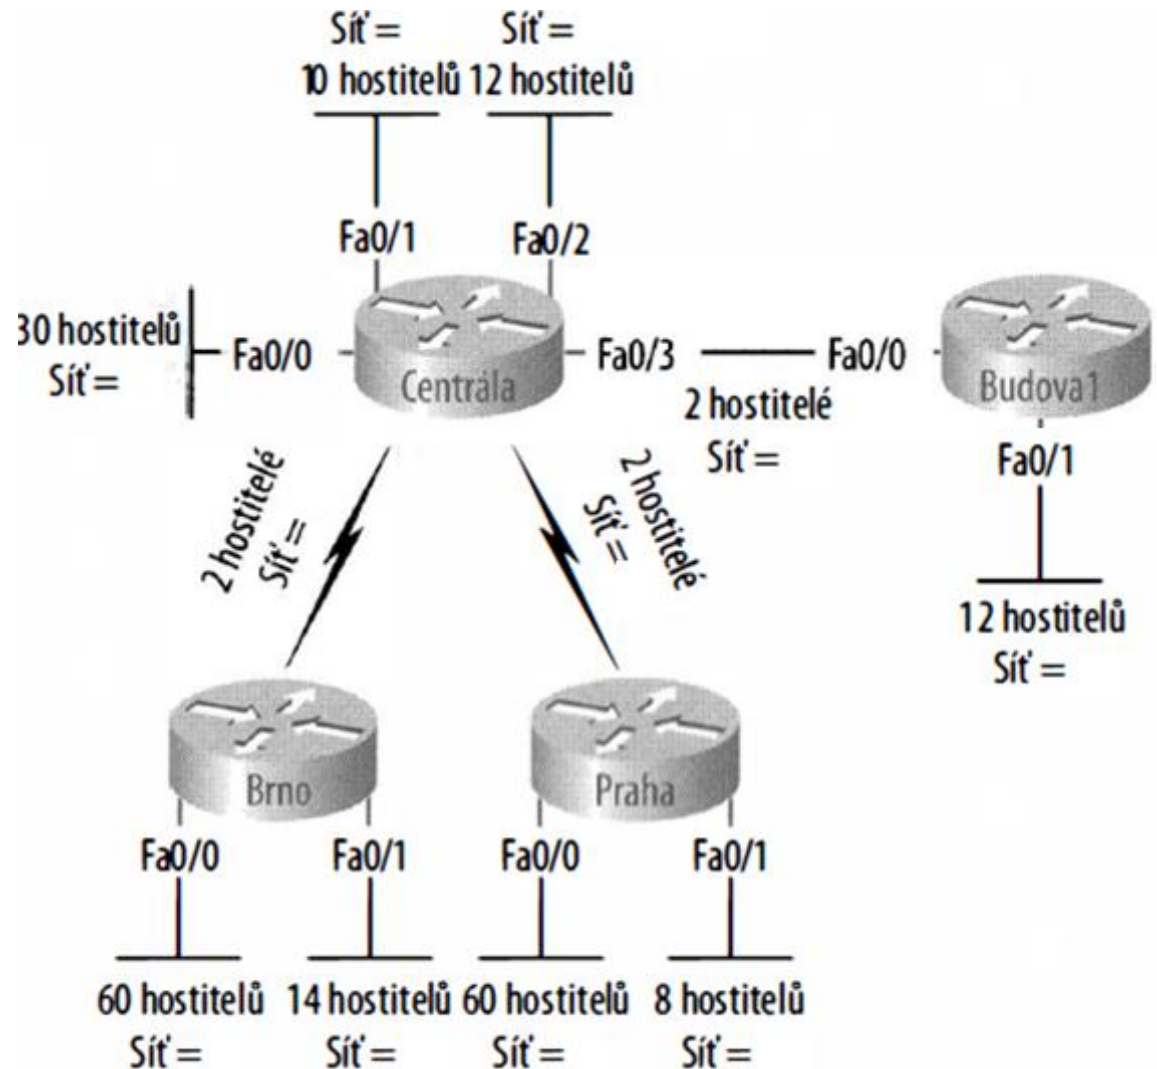 Síť =
10 hostitelů
Síť =
12 hostitelů
Fa0/1
Fa0/2
30 hostitelů
Síť =
Fa0/0
Centrála
Fa0/3
Fa0/0
Budova1
2 hostitelé
Síť =
Fa0/1
12 hostitelů
Síť =
2 hostitelé
Síť =
2 hostitelé
Síť =
Brno
Praha
Fa0/0
Fa0/1
Fa0/0
Fa0/1
60 hostitelů
Síť =
14 hostitelů
Síť =
60 hostitelů
Síť =
8 hostitelů
Síť =